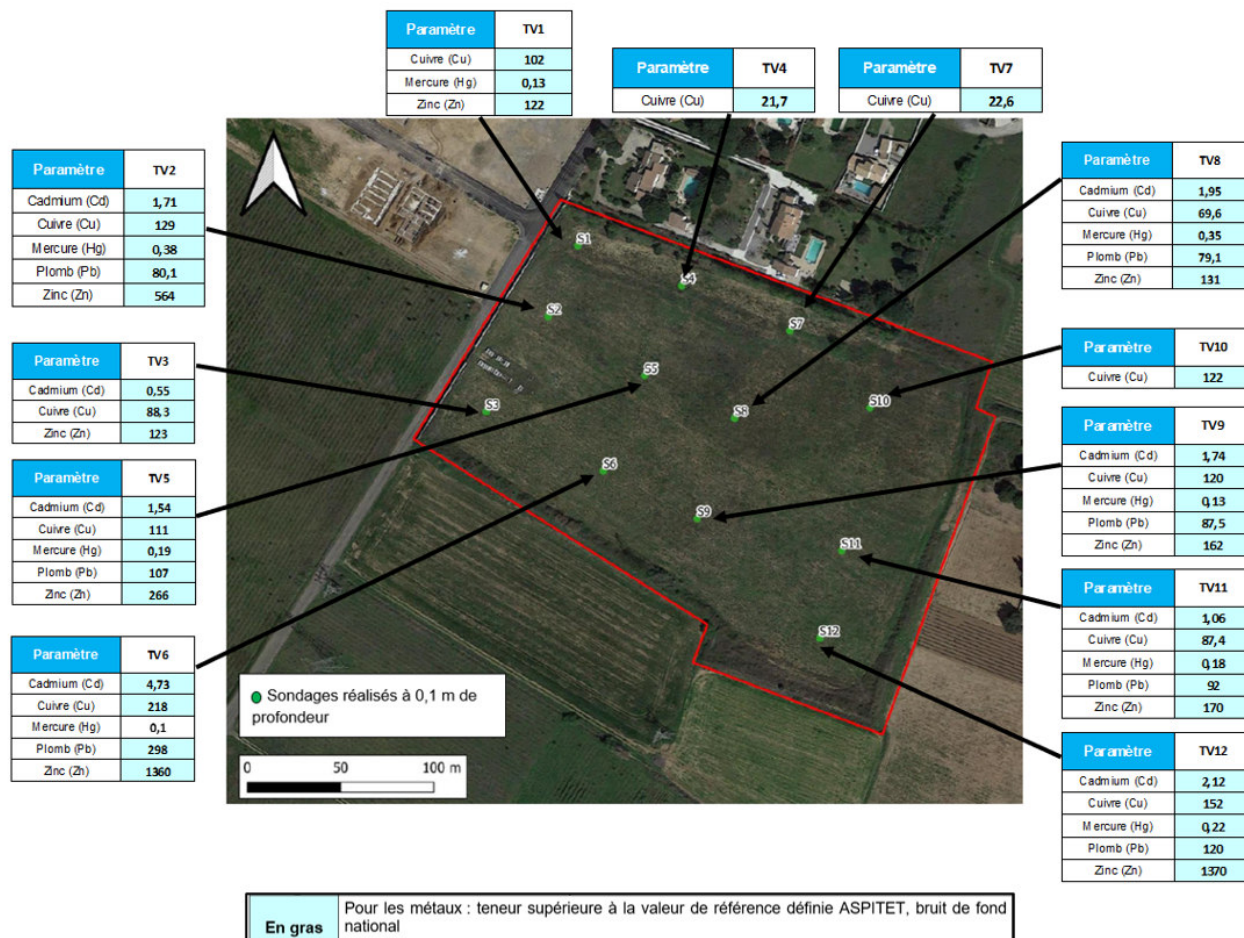 Paramètre TV1
Cuivre (Cu) 102
Mercure (Hg) 0,13
Zinc (Zn) 122
Paramètre TV4
Cuivre (Cu) 21,7
Paramètre TV7
Cuivre (Cu) 22,6
Paramètre TV2
Cadmium (Cd) 1,71
Cuivre (Cu) 129
Mercure (Hg) 0,38
Plomb (Pb) 80,1
Zinc (Zn) 564
Paramètre TV3
Cadmium (Cd) 0,55
Cuivre (Cu) 88,3
Zinc (Zn) 123
Paramètre TV5
Cadmium (Cd) 1,54
Cuivre (Cu) 111
Mercure (Hg) 0,19
Plomb (Pb) 107
Zinc (Zn) 266
Paramètre TV6
Cadmium (Cd) 4,73
Cuivre (Cu) 218
Mercure (Hg) 0,1
Plomb (Pb) 298
Zinc (Zn) 1360
S1
S4
S2
S7
S5
S3
S8
S10
S6
S9
S11
S12
Sondages réalisés à 0,1 m de
profondeur
0 50 100 m
Paramètre TV8
Cadmium (Cd) 1,95
Cuivre (Cu) 69,6
Mercure (Hg) 0,35
Plomb (Pb) 79,1
Zinc (Zn) 131
Paramètre TV10
Cuivre (Cu) 122
Paramètre TV9
Cadmium (Cd) 1,74
Cuivre (Cu) 120
Mercure (Hg) 0,13
Plomb (Pb) 87,5
Zinc (Zn) 162
Paramètre TV11
Cadmium (Cd) 1,06
Cuivre (Cu) 87,4
Mercure (Hg) 0,18
Plomb (Pb) 92
Zinc (Zn) 170
Paramètre TV12
Cadmium (Cd) 2,12
Cuivre (Cu) 152
Mercure (Hg) 0,22
Plomb (Pb) 120
Zinc (Zn) 1370
En gras
Pour les métaux : teneur supérieure à la valeur de référence définie ASPITET, bruit de fond
national